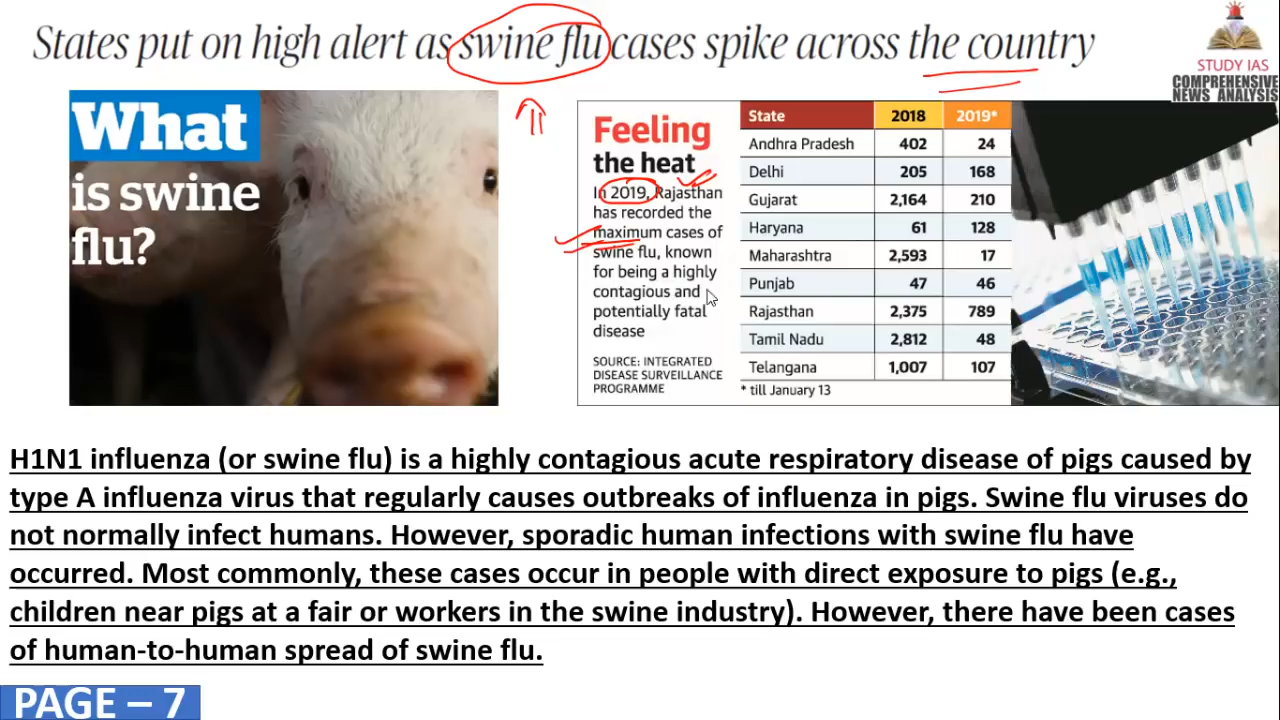 States put on high alert as swine flu cases spike across the country
STUDY IAS
COMPREHENSIVE
NEWS ANALYSIS
What
is swine
flu?
Feeling
the heat
In 2019, Rajasthan
has recorded the
maximum cases of
swine flu, known
for being a highly
contagious and
potentially fatal
disease
SOURCE: INTEGRATED
DISEASE SURVEILLANCE
PROGRAMME
State 2018 2019*
Andhra Pradesh 402 24
Delhi 205 168
Gujarat 2,164 210
Haryana 61 128
Maharashtra 2,593 17
Punjab 47 46
Rajasthan 2,375 789
Tamil Nadu 2,812 48
Telangana 1,007 107
* till January 13
H1N1 influenza (or swine flu) is a highly contagious acute respiratory disease of pigs caused by
type A influenza virus that regularly causes outbreaks of influenza in pigs. Swine flu viruses do
not normally infect humans. However, sporadic human infections with swine flu have
occurred. Most commonly, these cases occur in people with direct exposure to pigs (e.g.,
children near pigs at a fair or workers in the swine industry). However, there have been cases
of human-to-human spread of swine flu.
PAGE – 7